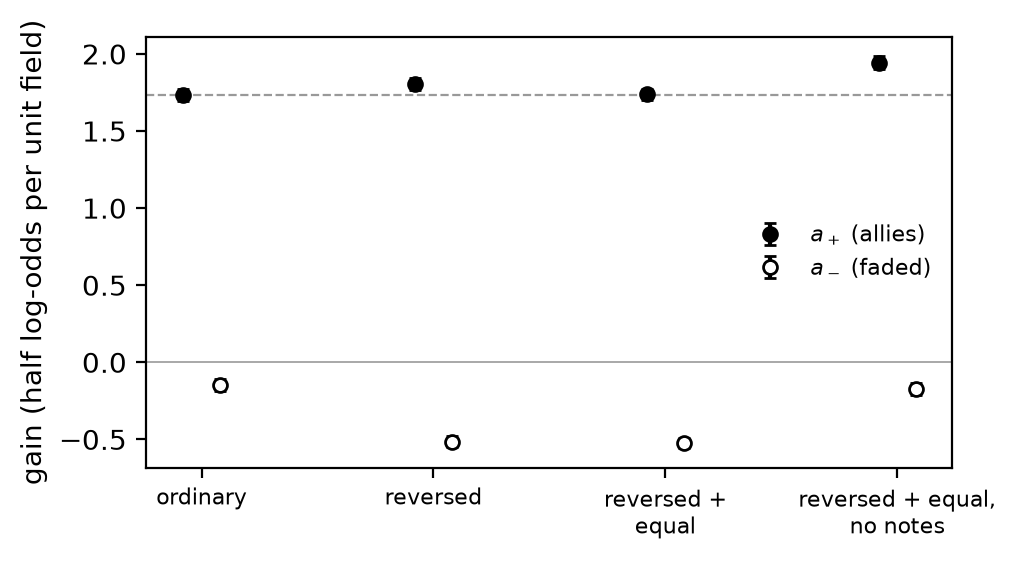 gain (half log-odds per unit field)
2.0
1.5
1.0
0.5
0.0
−0.5
a₊ (allies)
a₋ (faded)
ordinary
reversed
reversed +
equal
reversed + equal,
no notes